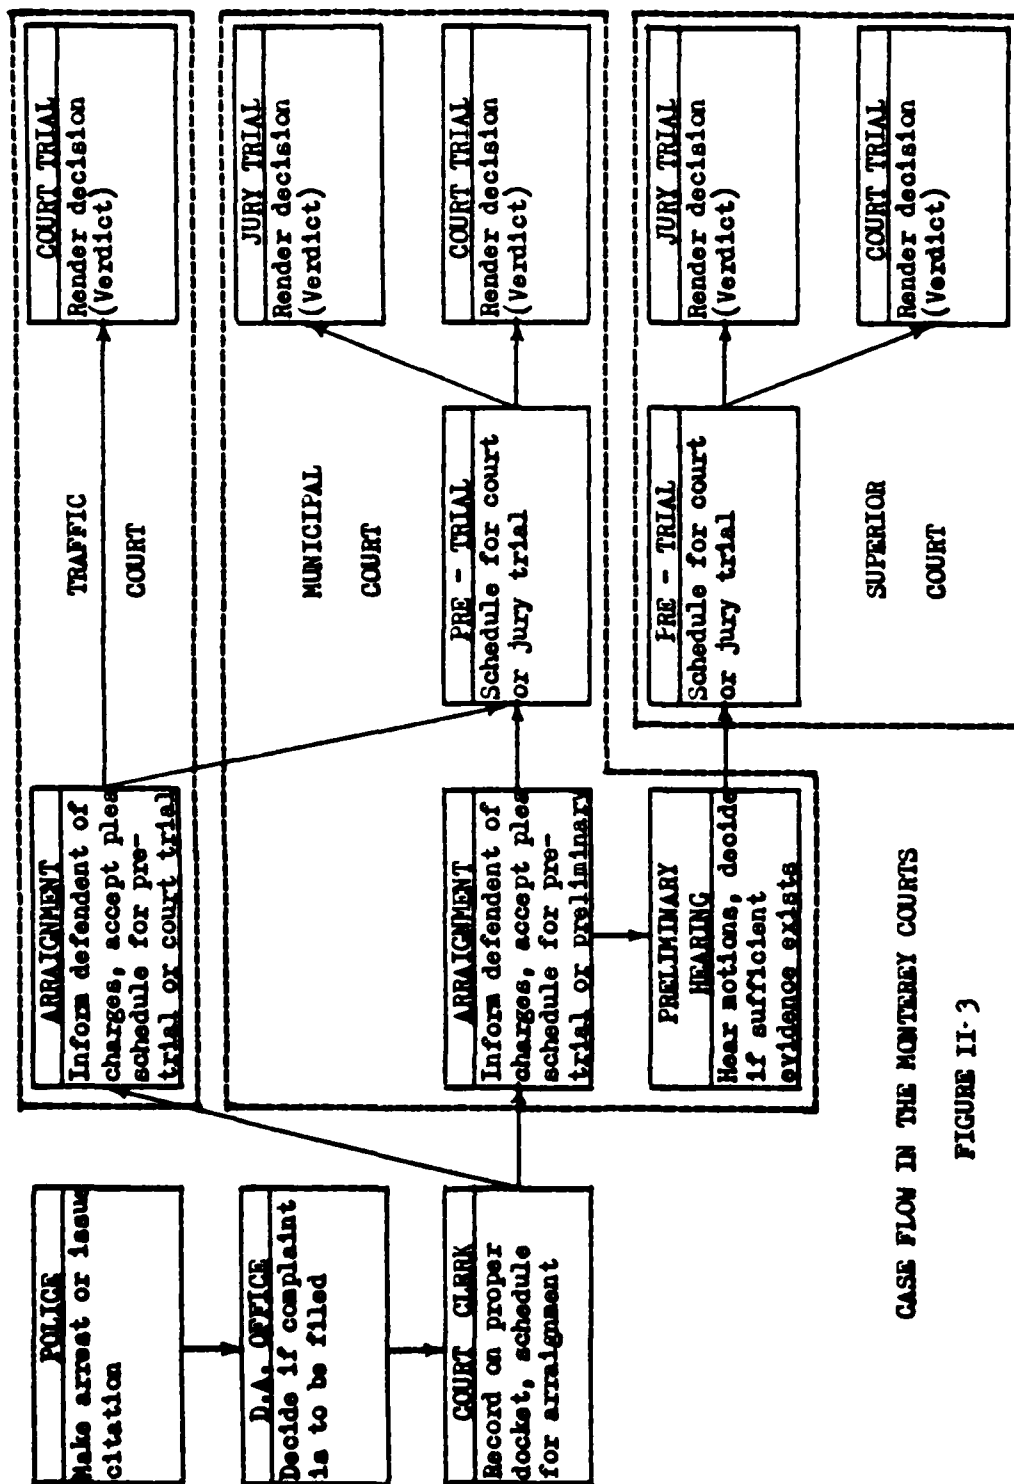 POLICE
Make arrest or issue
citation
D.A. OFFICE
Decide if complaint
is to be filed
COURT CLERK
Record on proper
docket, schedule
for arraignment
ARRAIGNMENT
Inform defendent of
charges, accept plea
schedule for pre-
trial or court trial
TRAFFIC
COURT
COURT TRIAL
Render decision
(Verdict)
ARRAIGNMENT
Inform defendent of
charges, accept plea
schedule for pre-
trial or preliminary
PRELIMINARY
HEARING
Hear motions, decide
if sufficient
evidence exists
MUNICIPAL
COURT
PRE - TRIAL
Schedule for court
or jury trial
JURY TRIAL
Render decision
(Verdict)
COURT TRIAL
Render decision
(Verdict)
PRE - TRIAL
Schedule for court
or jury trial
SUPERIOR
COURT
JURY TRIAL
Render decision
(Verdict)
COURT TRIAL
Render decision
(Verdict)
CASE FLOW IN THE MONTEREY COURTS
FIGURE II-3